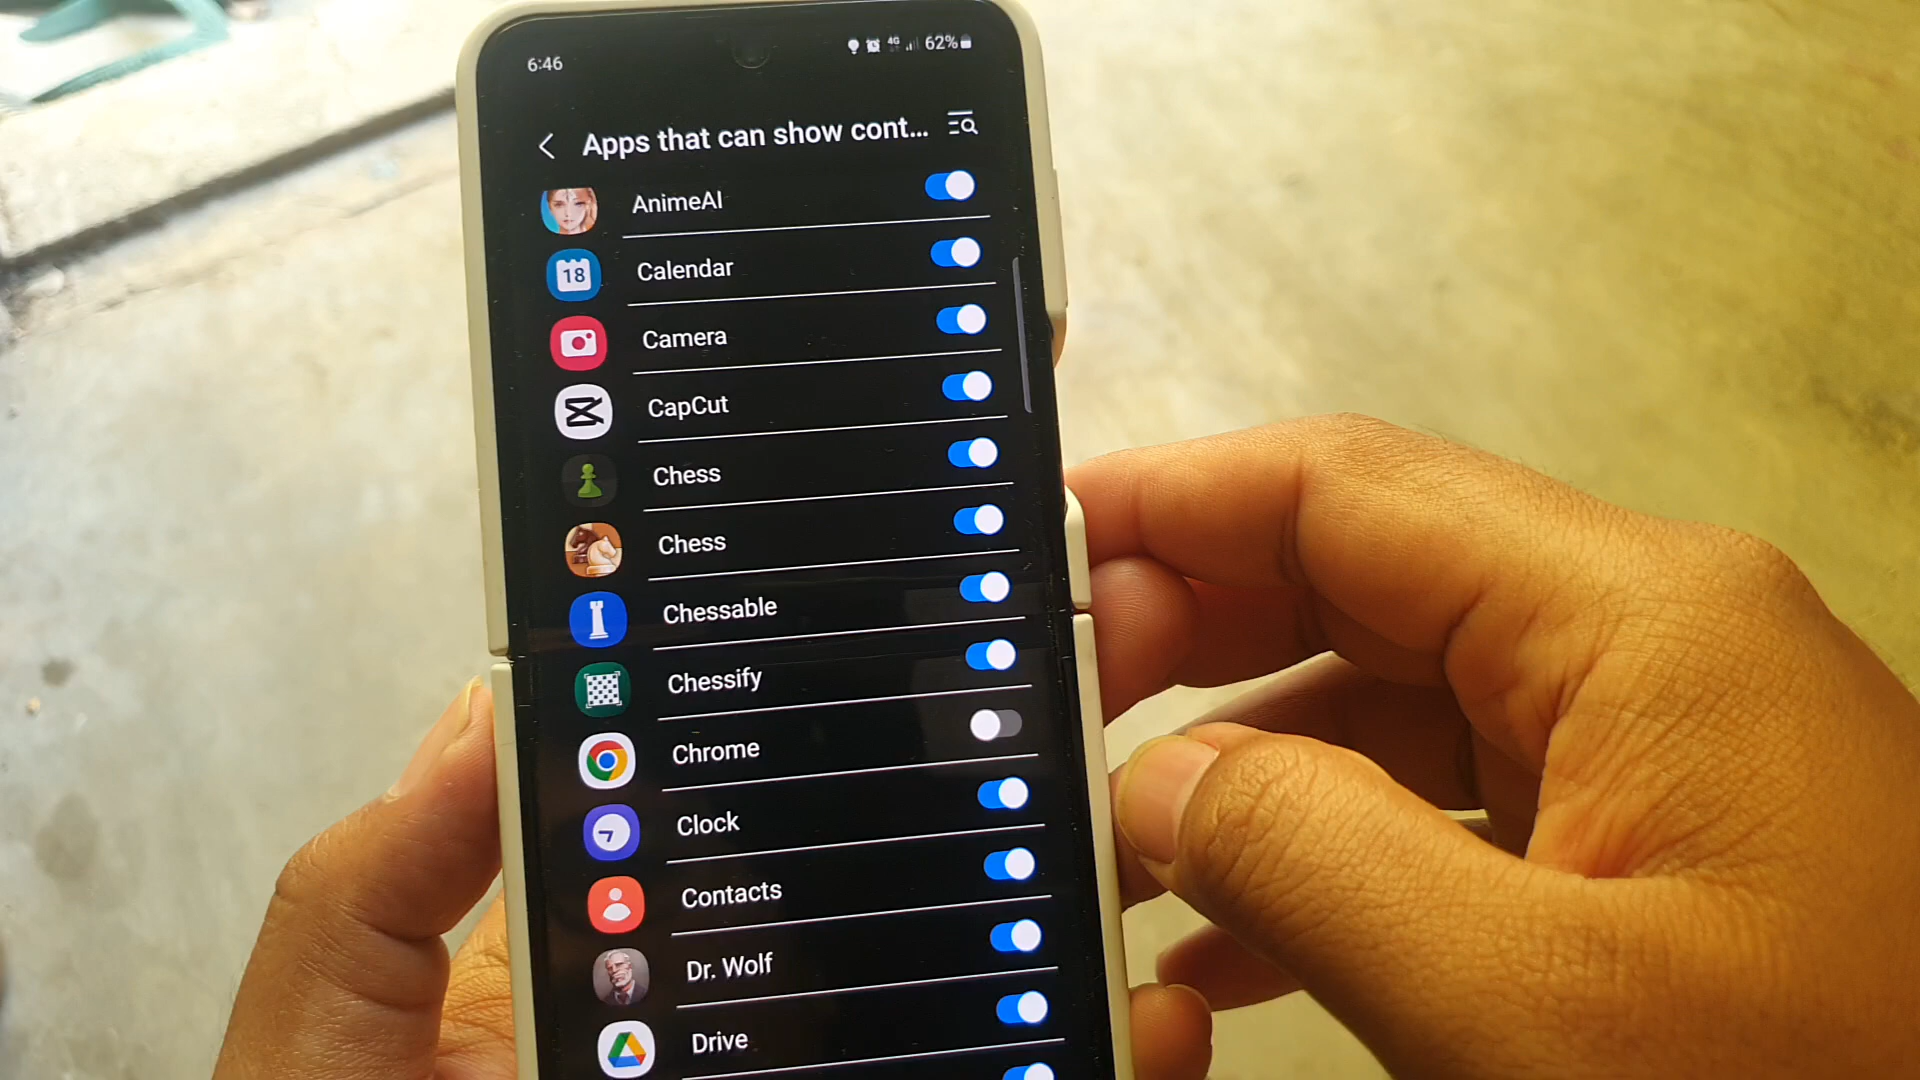 6:46
4G 62%
Apps that can show cont...
AnimeAI
18
Calendar
Camera
CapCut
Chess
Chess
Chessable
Chessify
Chrome
Clock
Contacts
Dr. Wolf
Drive